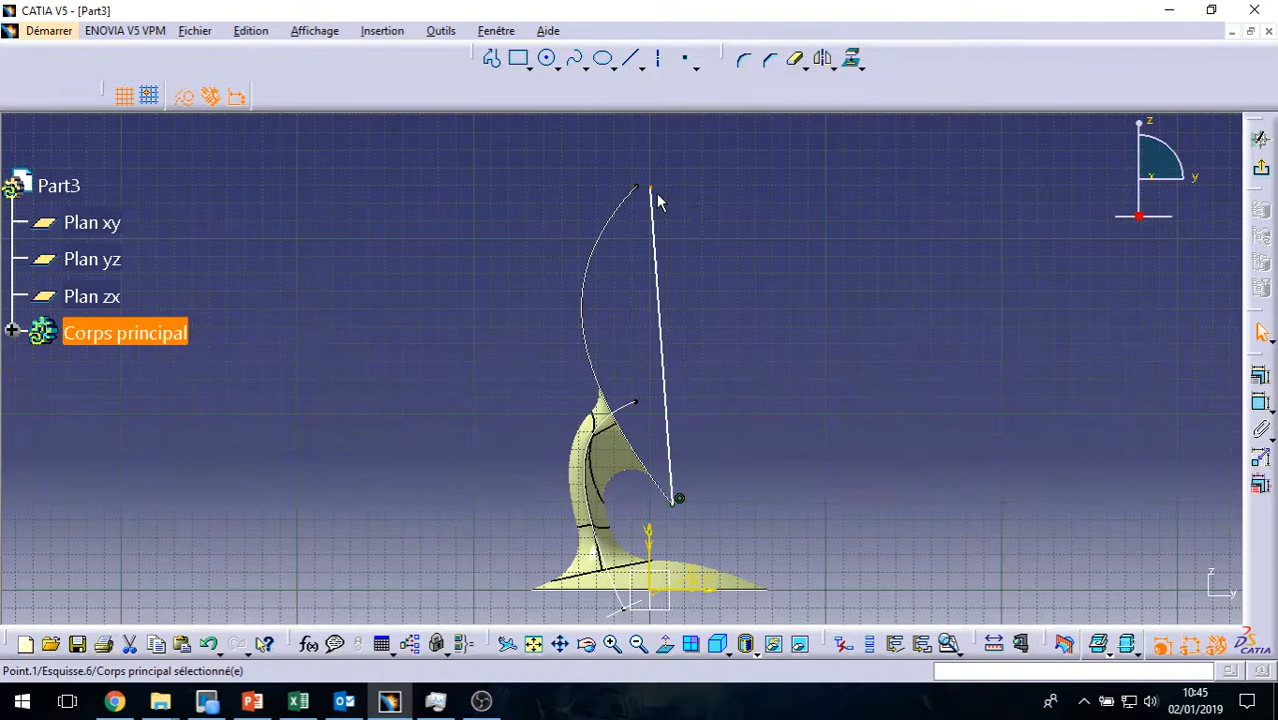 CATIA V5 - [Part3]
Démarrer ENOVIA V5 VPM Fichier Edition Affichage Insertion Outils Fenêtre Aide
z
x y
Part3
Plan xy
Plan yz
Plan zx
Corps principal
z
y
f(x)
CATIA
Point.1/Esquisse.6/Corps principal sélectionné(e)
10:45
02/01/2019